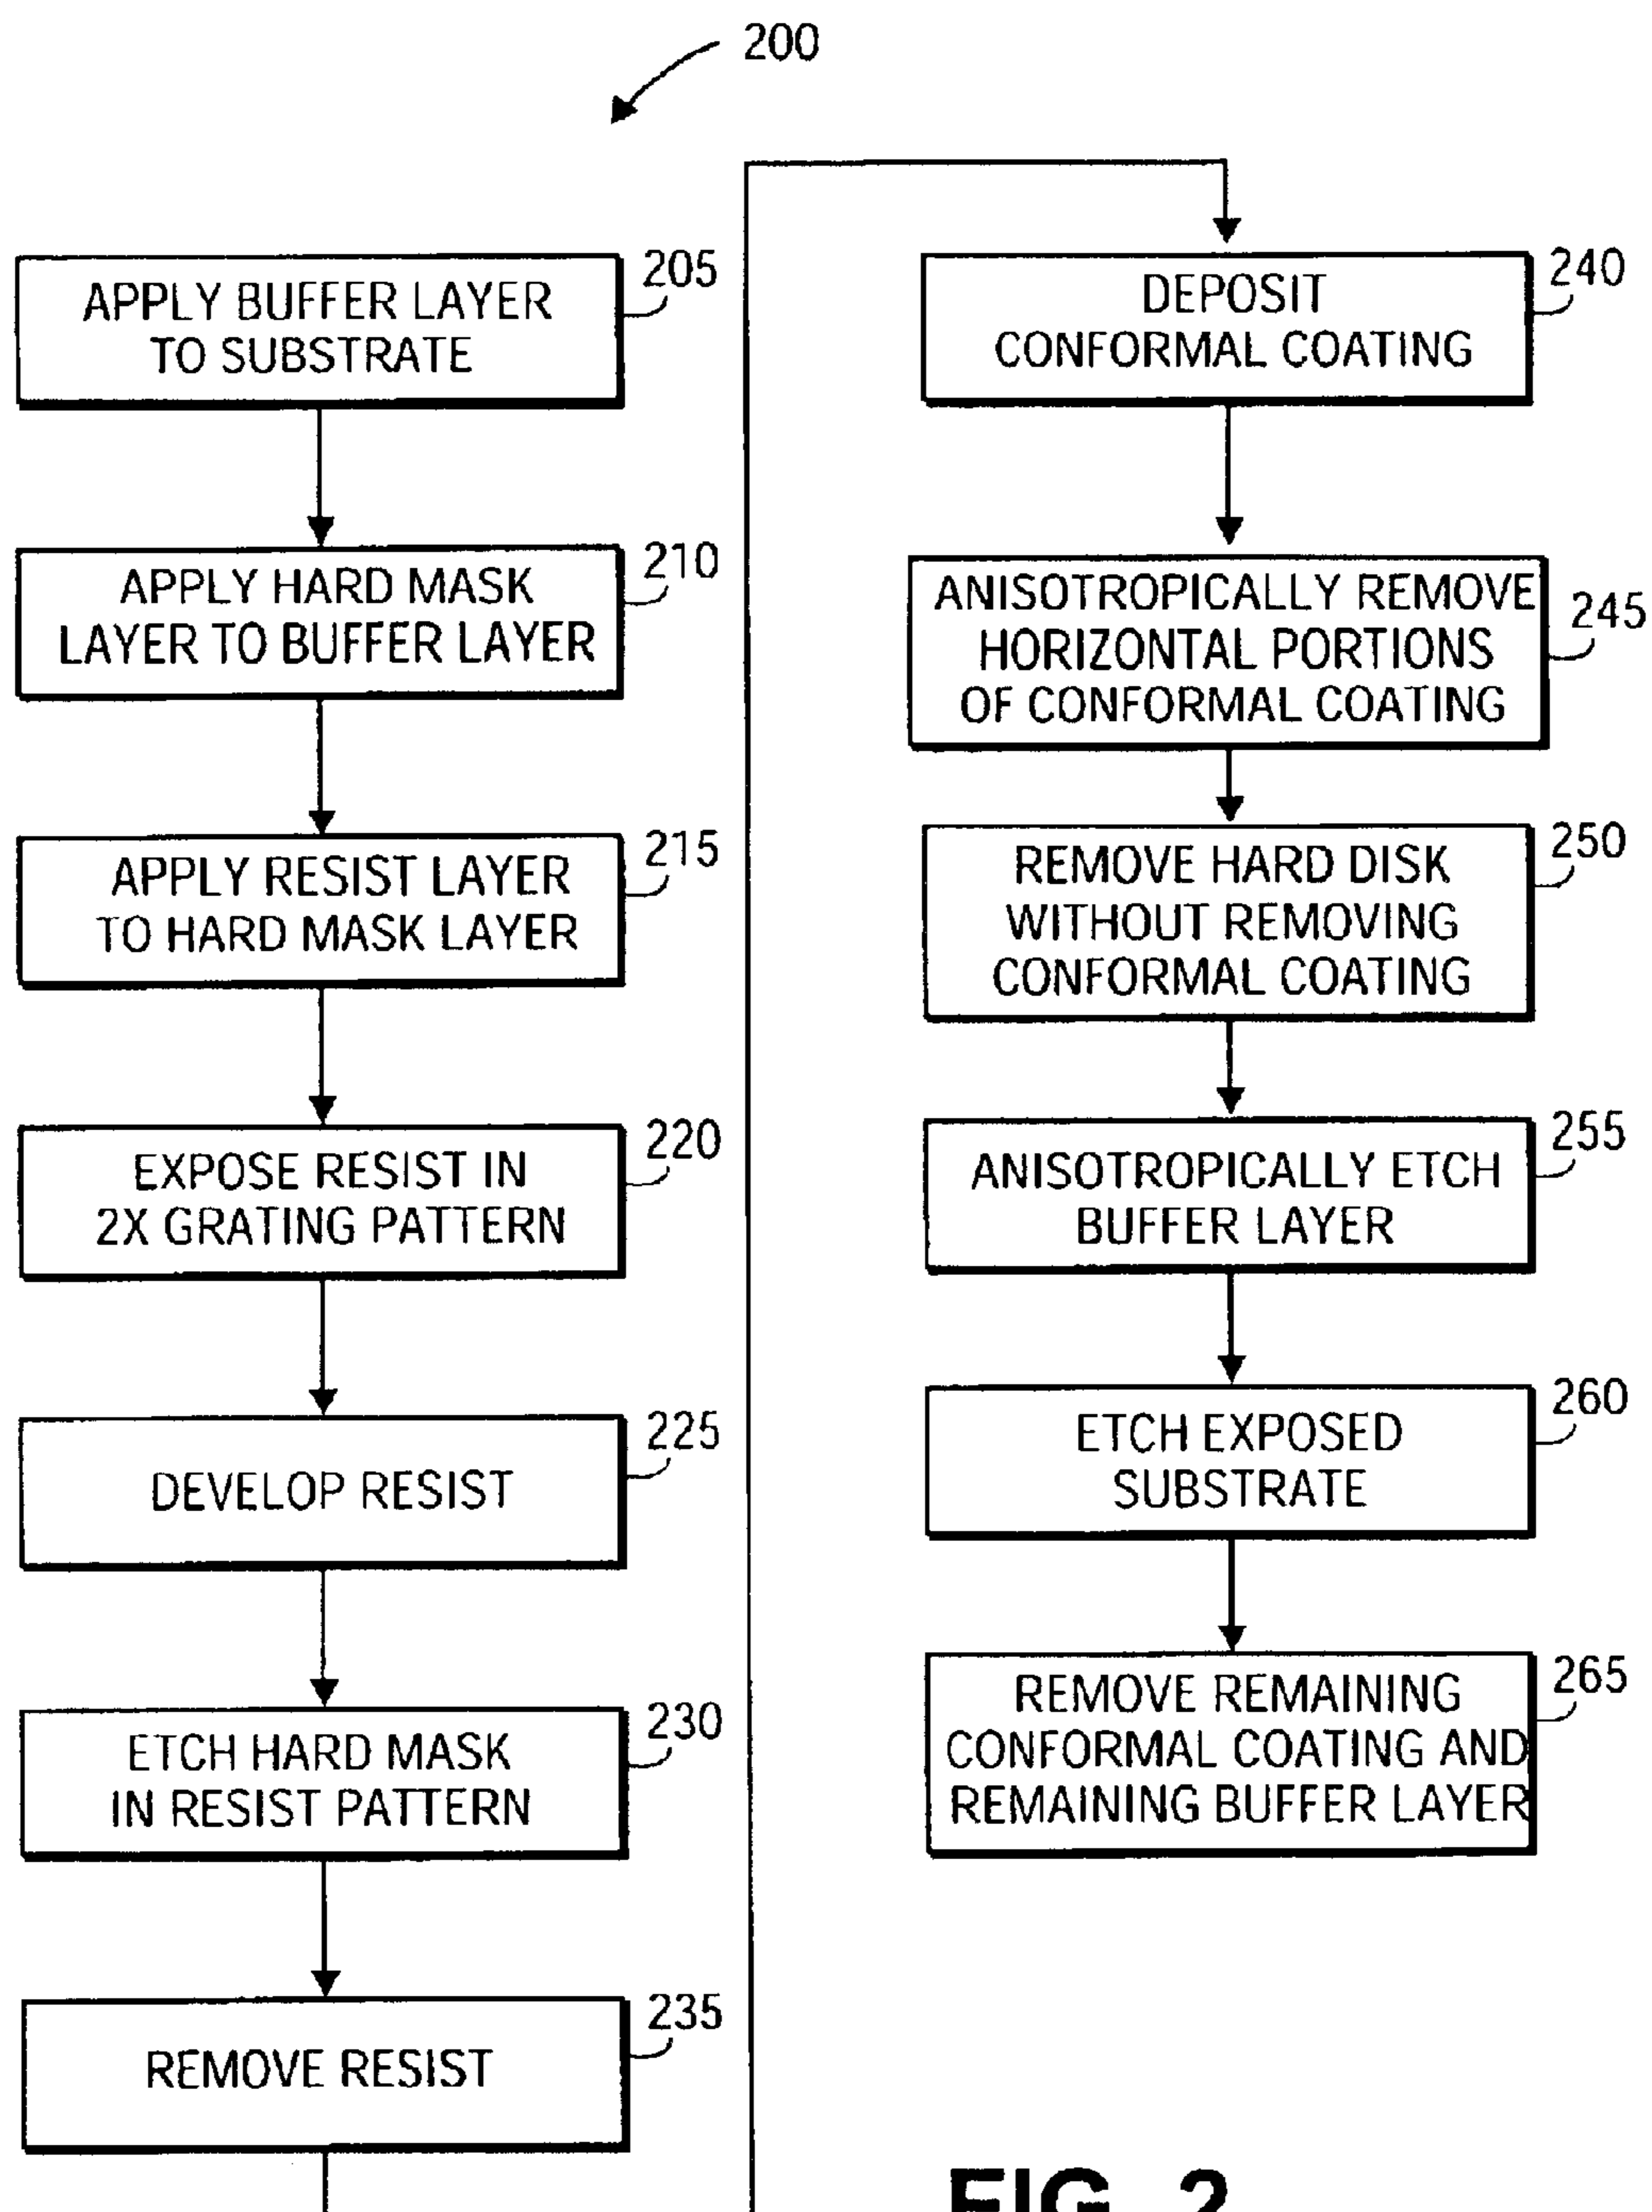 200
APPLY BUFFER LAYER
TO SUBSTRATE
205
APPLY HARD MASK
LAYER TO BUFFER LAYER
210
APPLY RESIST LAYER
TO HARD MASK LAYER
215
EXPOSE RESIST IN
2X GRATING PATTERN
220
DEVELOP RESIST
225
ETCH HARD MASK
IN RESIST PATTERN
230
REMOVE RESIST
235
DEPOSIT
CONFORMAL COATING
240
ANISOTROPICALLY REMOVE
HORIZONTAL PORTIONS
OF CONFORMAL COATING
245
REMOVE HARD DISK
WITHOUT REMOVING
CONFORMAL COATING
250
ANISOTROPICALLY ETCH
BUFFER LAYER
255
ETCH EXPOSED
SUBSTRATE
260
REMOVE REMAINING
CONFORMAL COATING AND
REMAINING BUFFER LAYER
265
FIG. 2